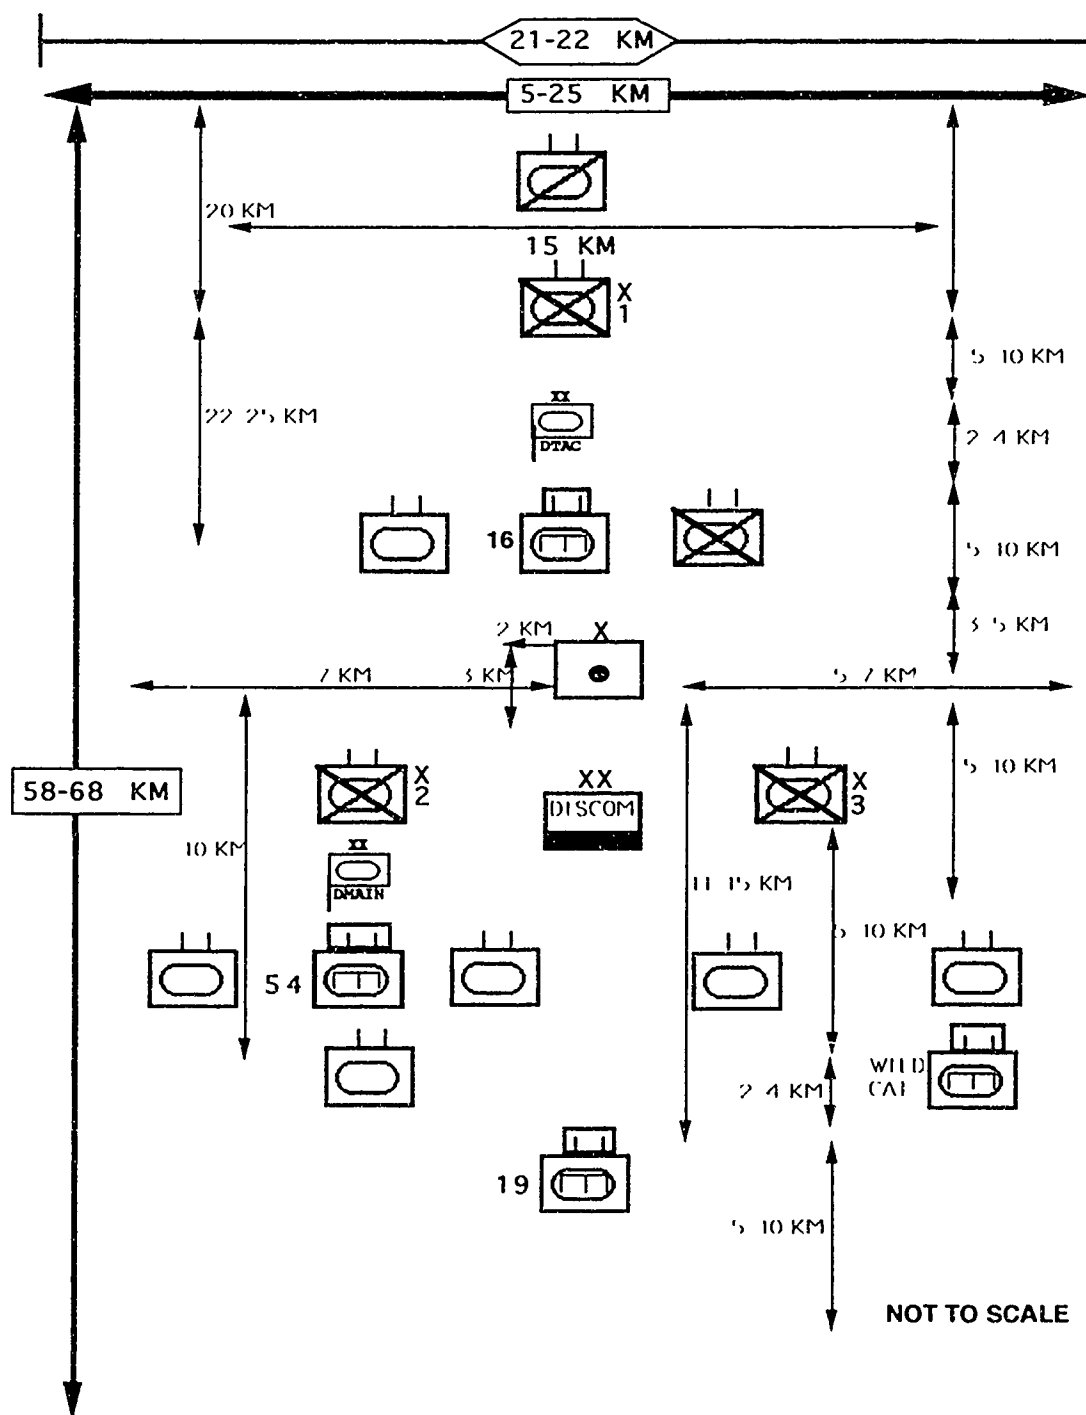 21-22 KM
5-25 KM
20 KM
15 KM
X
1
5 10 KM
22 25 KM
XX
DTAC
2 4 KM
16
5 10 KM
2 KM
X
3 5 KM
7 KM
3 KM
5 7 KM
5 10 KM
X
2
XX
DISCOM
X
3
58-68 KM
10 KM
XX
DMAIN
11 15 KM
5 10 KM
54
WILD
CAT
2 4 KM
19
5 10 KM
NOT TO SCALE